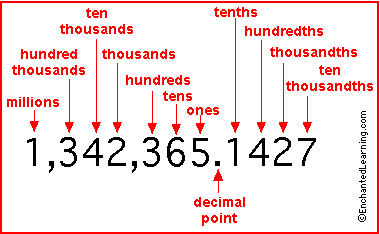 ten
thousands
tenths
hundred
thousands
thousands
hundredths
thousandths
hundreds
ten
thousandths
tens
millions
ones
1,342,365.1427
decimal
point
©EnchantedLearning.com